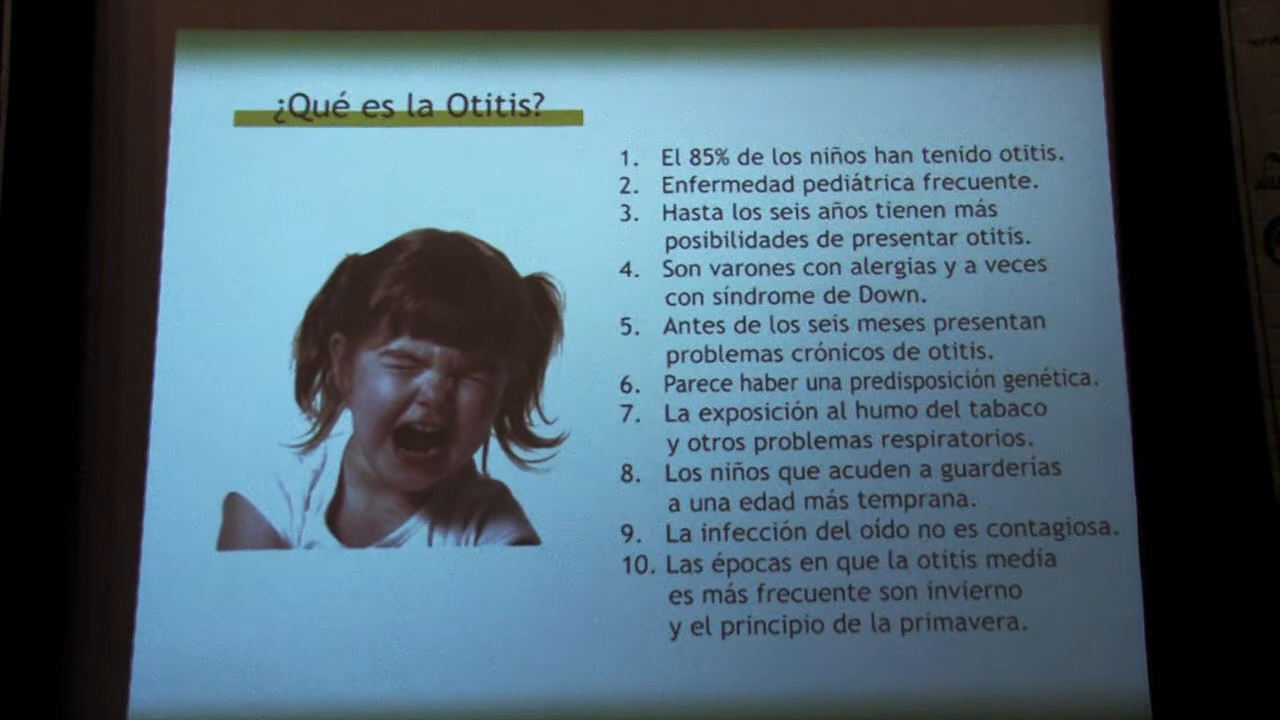 ¿Qué es la Otitis?
1. El 85% de los niños han tenido otitis.
2. Enfermedad pediátrica frecuente.
3. Hasta los seis años tienen más
posibilidades de presentar otitis.
4. Son varones con alergias y a veces
con síndrome de Down.
5. Antes de los seis meses presentan
problemas crónicos de otitis.
6. Parece haber una predisposición genética.
7. La exposición al humo del tabaco
y otros problemas respiratorios.
8. Los niños que acuden a guarderías
a una edad más temprana.
9. La infección del oído no es contagiosa.
10. Las épocas en que la otitis media
es más frecuente son invierno
y el principio de la primavera.